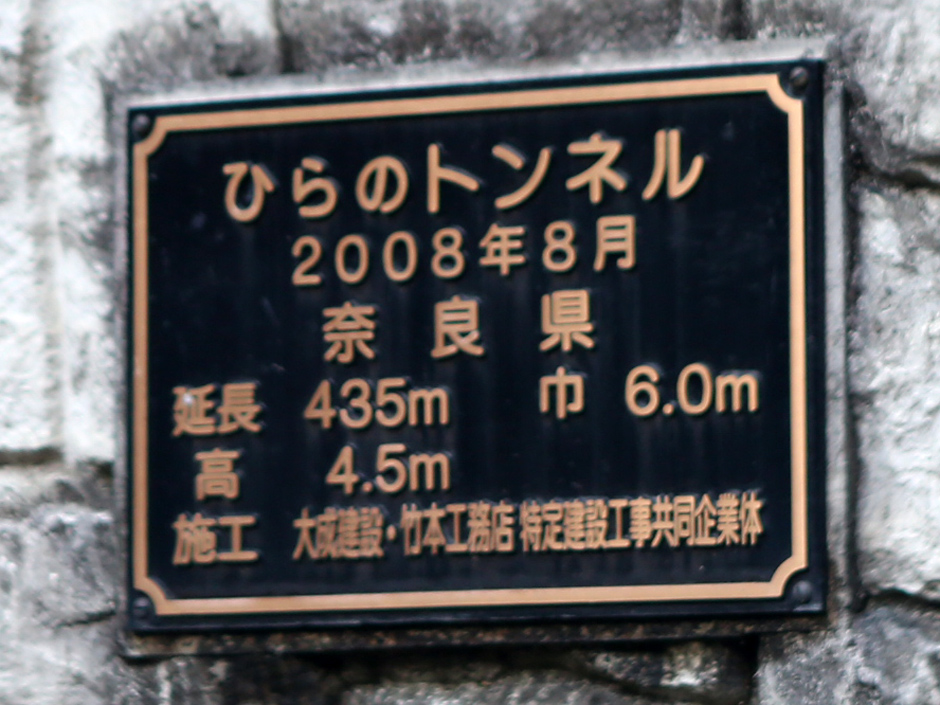 ひらのトンネル
2008年8月
奈良県
延長 435m 巾 6.0m
高 4.5m
施工 大成建設・竹本工務店 特定建設工事共同企業体